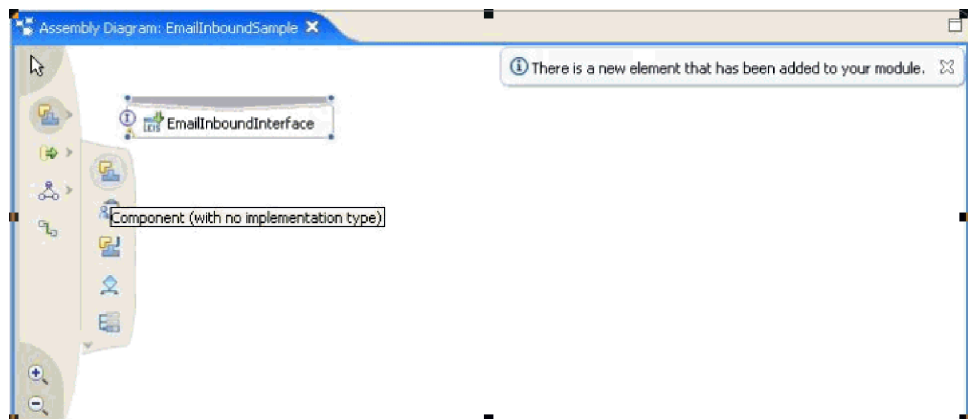 Assembly Diagram: EmailInboundSample
There is a new element that has been added to your module.
EmailInboundInterface
Component (with no implementation type)